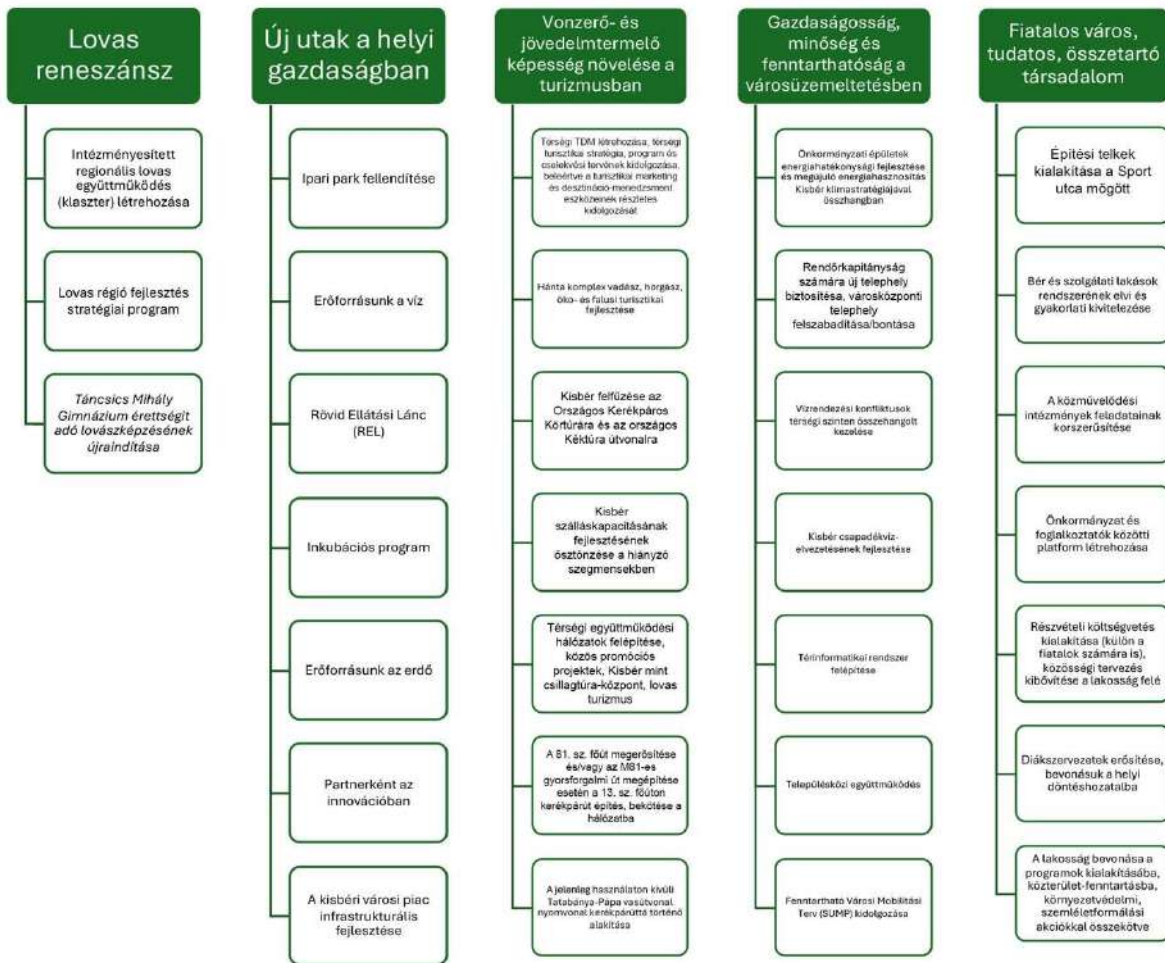 Lovas
reneszánsz
Intézményesített
regionális lovas
együttműködés
(klaszter) létrehozása
Lovas régió fejlesztés
stratégiai program
Táncsics Mihály
Gimnázium érettségit
adó lovászképzésének
újraindítása
Új utak a helyi
gazdaságban
Ipari park fellendítése
Erőforrásunk a víz
Rövid Ellátási Lánc
(REL)
Inkubációs program
Erőforrásunk az erdő
Partnerként az
innovációban
A kisbéri városi piac
infrastrukturális
fejlesztése
Vonzerő- és
jövedelmtermelő
képesség növelése a
turizmusban
Térségi TDM létrehozása, térségi
turisztikai stratégia, program és
cselekvési tervének kidolgozása,
beleértve a turisztikai marketing
és desztináció-menedzsment
eszközeinek részletes
kidolgozását
Hánta komplex vadász, horgász,
öko- és falusi turisztikai
fejlesztése
Kisbér felfűzése az
Országos Kerékpáros
Körtúrára és az országos
Kéktúra útvonalra
Kisbér
szálláskapacitásának
fejlesztésének
ösztönzése a hiányzó
szegmensekben
Térségi együttműködési
hálózatok felépítése,
közös promóciós
projektek, Kisbér mint
csillagtúra-központ, lovas
turizmus
A 81. sz. főút megerősítése
és/vagy az M81-es
gyorsforgalmi út megépítése
esetén a 13. sz. főúton
kerékpárút építés, bekötése a
hálózatba
A jelenleg használaton kívüli
Tatabánya-Pápa vasútvonal
nyomvonal kerékpárúttá történő
alakítása
Gazdaságosság,
minőség és
fenntarthatóság a
városüzemeltetésben
Önkormányzati épületek
energiahatékonysági fejlesztése
és megújuló energiahasznosítás
Kisbér klímastratégiájával
összhangban
Rendőrkapitányság
számára új telephely
biztosítése, városközponti
telephely
felszabadítása/bontása
Vízrendezési konfliktusok
térségi szinten összehangolt
kezelése
Kisbér csapadékvíz-
elvezetésének fejlesztése
Térinformatikai rendszer
felépítése
Településközi együttműködés
Fenntartható Városi Mobilitási
Terv (SUMP) kidolgozása
Fiatalos város,
tudatos, összetartó
társadalom
Építési telkek
kialakítása a Sport
utca mögött
Bér és szolgálati lakások
rendszerének elvi és
gyakorlati kivitelezése
A közművelődési
intézmények feladatainak
korszerűsítése
Önkormányzat és
foglalkoztatók közötti
platform létrehozása
Részvételi költségvetés
kialakítása (külön a
fiatalok számára is),
közösségi tervezés
kibővítése a lakosság felé
Diákszervezetek erősítése,
bevonásuk a helyi
döntéshozatalba
A lakosság bevonása a
programok kialakításába,
közterület-fenntartásba,
környezetvédelmi,
szemléletformálási
akciókkal összekötve